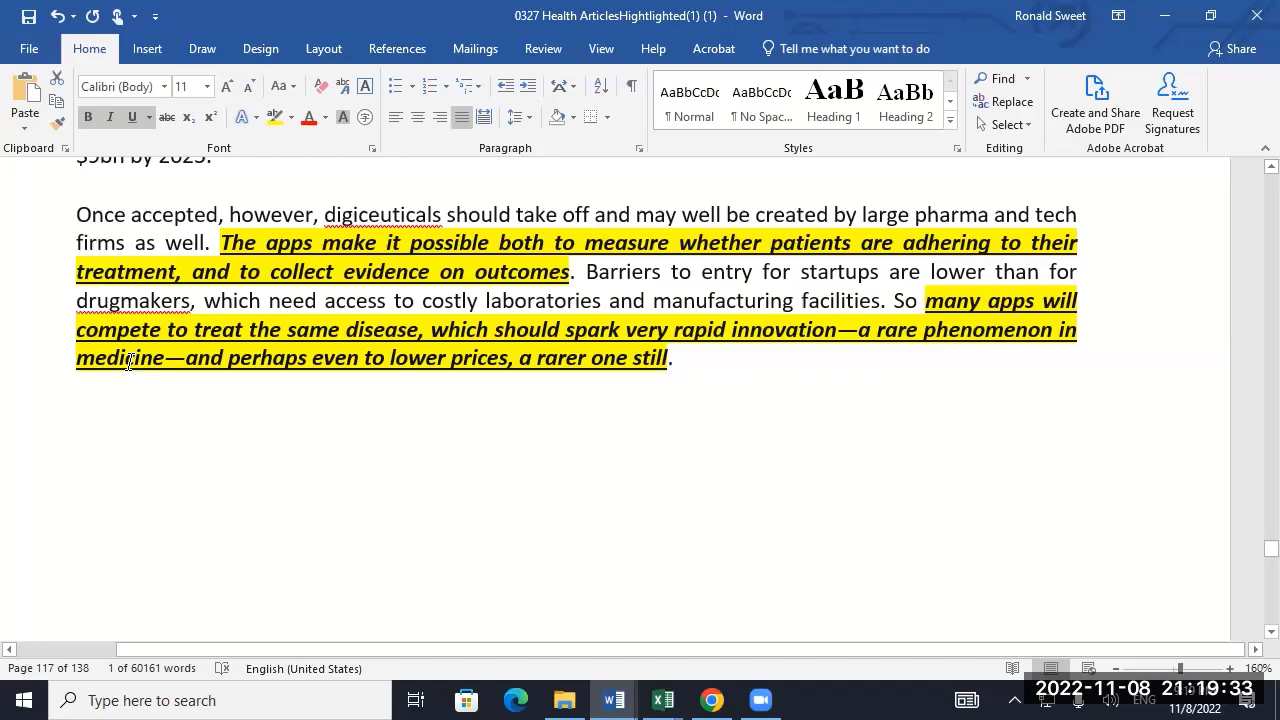 0327 Health ArticlesHightlighted(1) (1) - Word
Ronald Sweet
File Home Insert Draw Design Layout References Mailings Review View Help Acrobat Tell me what you want to do Share
Paste
Calibri (Body) 11
Find
Replace
Select
AaBbCcDc AaBbCcDc AaB AaBb
¶ Normal ¶ No Spac... Heading 1 Heading 2
Create and Share Adobe PDF
Request Signatures
Clipboard Font Paragraph Styles Editing Adobe Acrobat
$9bn by 2025.
Once accepted, however, digiceuticals should take off and may well be created by large pharma and tech
firms as well. The apps make it possible both to measure whether patients are adhering to their
treatment, and to collect evidence on outcomes. Barriers to entry for startups are lower than for
drugmakers, which need access to costly laboratories and manufacturing facilities. So many apps will
compete to treat the same disease, which should spark very rapid innovation—a rare phenomenon in
medicine—and perhaps even to lower prices, a rarer one still.
Page 117 of 138 1 of 60161 words English (United States) 160%
Type here to search
2022-11-08 21:19:33
ENG
11/8/2022